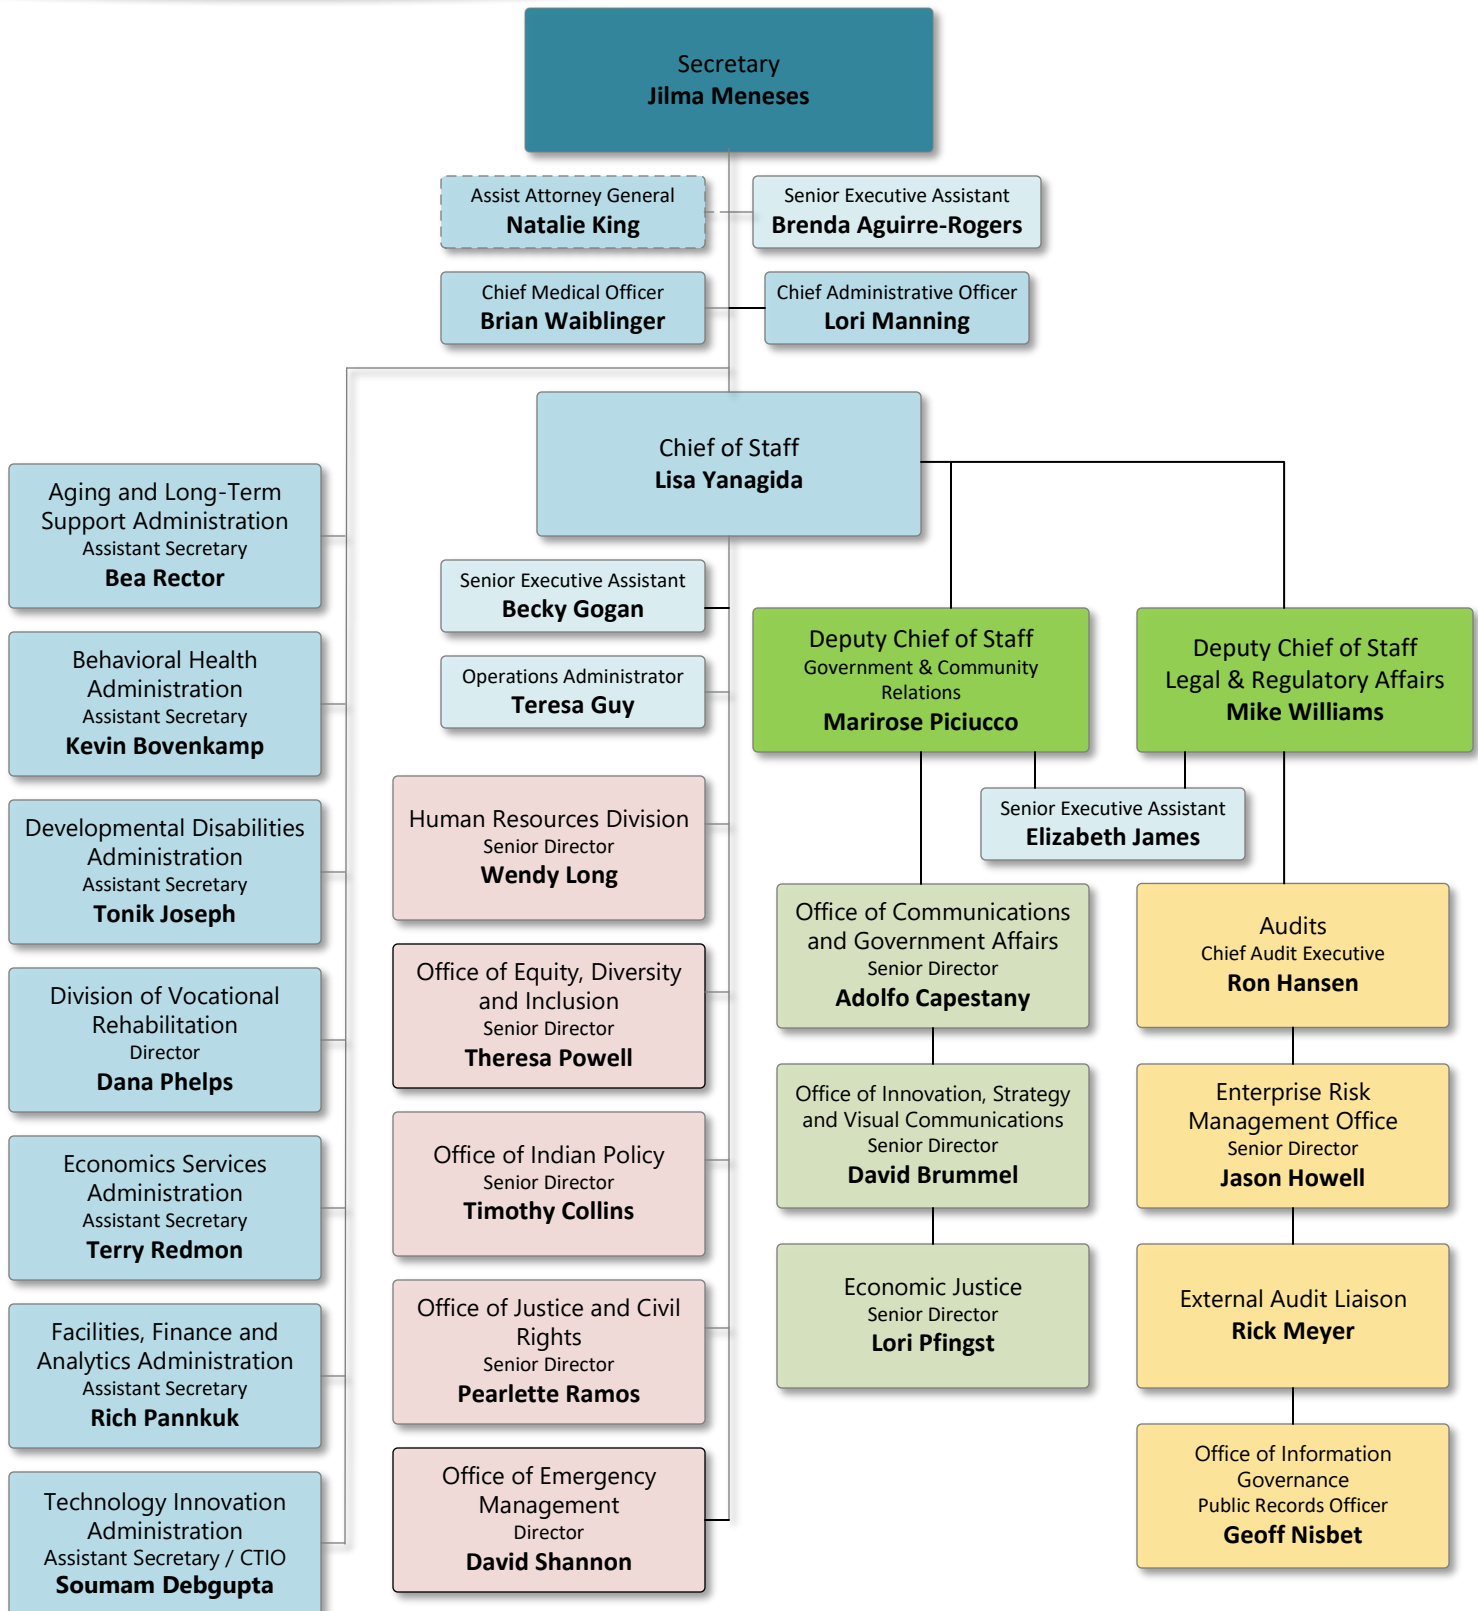 Secretary
Jilma Meneses
Assist Attorney General
Natalie King
Senior Executive Assistant
Brenda Aguirre-Rogers
Chief Medical Officer
Brian Waiblinger
Chief Administrative Officer
Lori Manning
Chief of Staff
Lisa Yanagida
Aging and Long-Term
Support Administration
Assistant Secretary
Bea Rector
Behavioral Health
Administration
Assistant Secretary
Kevin Bovenkamp
Developmental Disabilities
Administration
Assistant Secretary
Tonik Joseph
Division of Vocational
Rehabilitation
Director
Dana Phelps
Economics Services
Administration
Assistant Secretary
Terry Redmon
Facilities, Finance and
Analytics Administration
Assistant Secretary
Rich Pannkuk
Technology Innovation
Administration
Assistant Secretary / CTIO
Soumam Debgupta
Senior Executive Assistant
Becky Gogan
Operations Administrator
Teresa Guy
Human Resources Division
Senior Director
Wendy Long
Office of Equity, Diversity
and Inclusion
Senior Director
Theresa Powell
Office of Indian Policy
Senior Director
Timothy Collins
Office of Justice and Civil
Rights
Senior Director
Pearlette Ramos
Office of Emergency
Management
Director
David Shannon
Deputy Chief of Staff
Government & Community
Relations
Marirose Piciucco
Deputy Chief of Staff
Legal & Regulatory Affairs
Mike Williams
Senior Executive Assistant
Elizabeth James
Office of Communications
and Government Affairs
Senior Director
Adolfo Capestany
Office of Innovation, Strategy
and Visual Communications
Senior Director
David Brummel
Economic Justice
Senior Director
Lori Pfingst
Audits
Chief Audit Executive
Ron Hansen
Enterprise Risk
Management Office
Senior Director
Jason Howell
External Audit Liaison
Rick Meyer
Office of Information
Governance
Public Records Officer
Geoff Nisbet